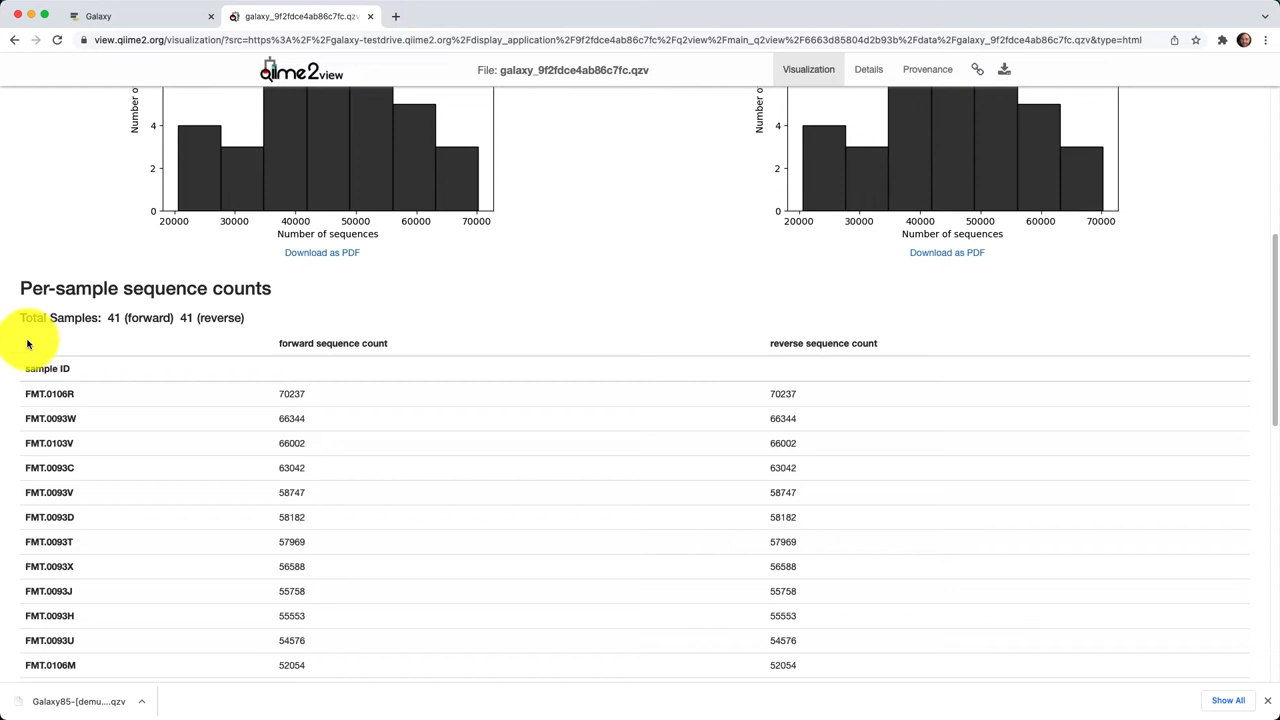 Galaxy
galaxy_9f2fdce4ab86c7fc.qzv
view.qiime2.org/visualization/?src=https%3A%2F%2Fgalaxy-testdrive.qiime2.org%2Fdisplay_application%2F9f2fdce4ab86c7fc%2Fq2view%2Fmain_q2view%2F6663d85804d2b93b%2Fdata%2Fgalaxy_9f2fdce4ab86c7fc.qzv&type=html
qiime2view
File: galaxy_9f2fdce4ab86c7fc.qzv
Visualization
Details
Provenance
Number o
4
2
0
20000 30000 40000 50000 60000 70000
Number of sequences
Download as PDF
Number o
4
2
0
20000 30000 40000 50000 60000 70000
Number of sequences
Download as PDF
Per-sample sequence counts
Total Samples: 41 (forward) 41 (reverse)
forward sequence count reverse sequence count
sample ID
FMT.0106R 70237 70237
FMT.0093W 66344 66344
FMT.0103V 66002 66002
FMT.0093C 63042 63042
FMT.0093V 58747 58747
FMT.0093D 58182 58182
FMT.0093T 57969 57969
FMT.0093X 56588 56588
FMT.0093J 55758 55758
FMT.0093H 55553 55553
FMT.0093U 54576 54576
FMT.0106M 52054 52054
Galaxy85-[demu....qzv
Show All